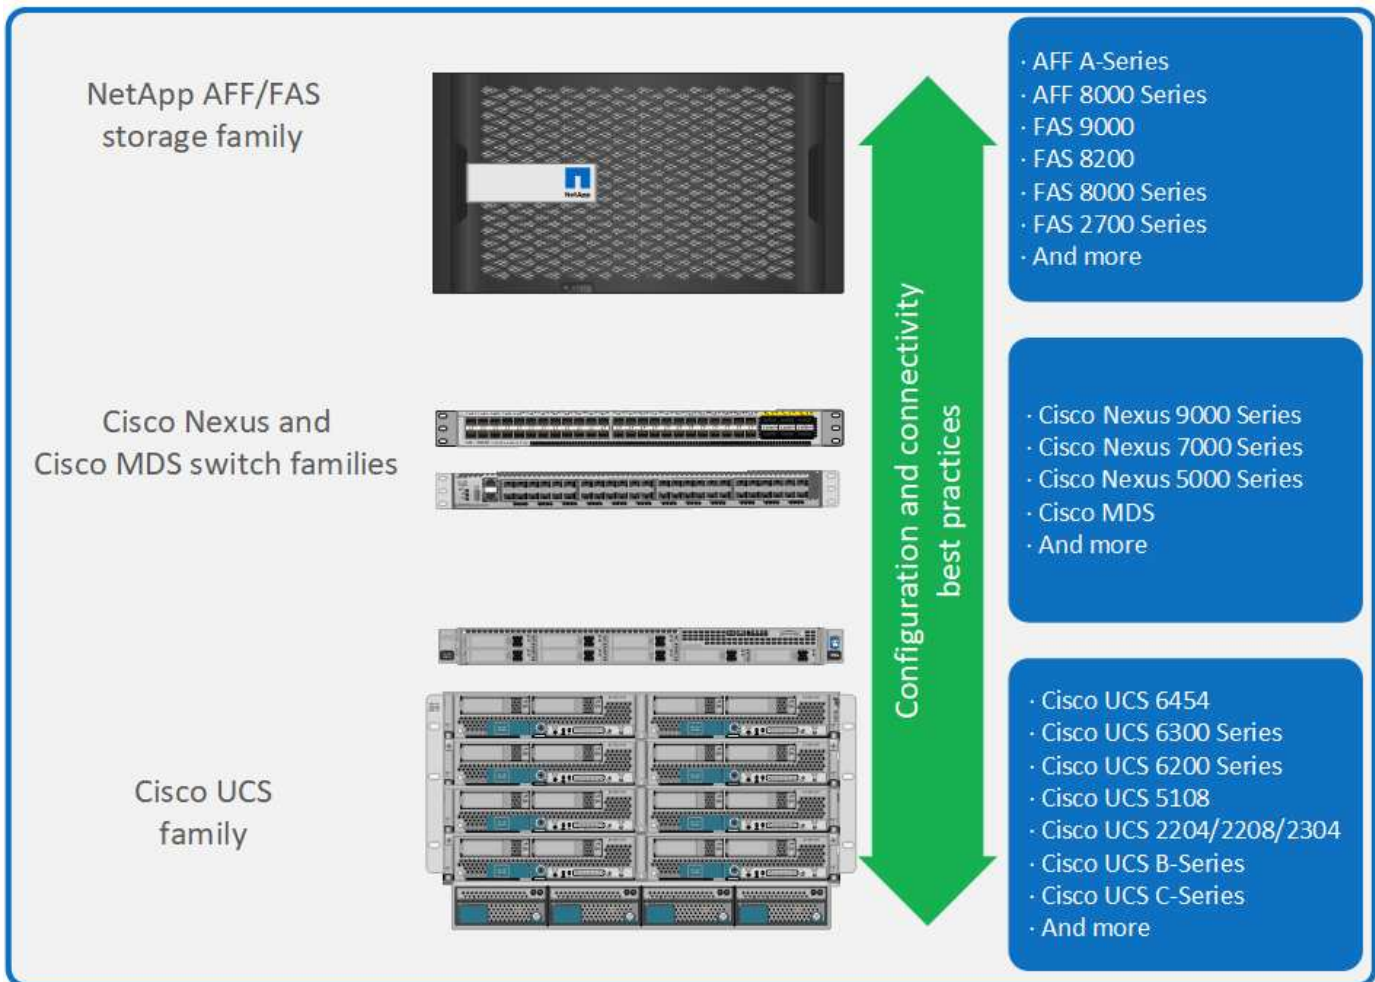 NetApp AFF/FAS
storage family
NetApp
· AFF A-Series
· AFF 8000 Series
· FAS 9000
· FAS 8200
· FAS 8000 Series
· FAS 2700 Series
· And more
Configuration and connectivity
best practices
Cisco Nexus and
Cisco MDS switch families
· Cisco Nexus 9000 Series
· Cisco Nexus 7000 Series
· Cisco Nexus 5000 Series
· Cisco MDS
· And more
Cisco UCS
family
· Cisco UCS 6454
· Cisco UCS 6300 Series
· Cisco UCS 6200 Series
· Cisco UCS 5108
· Cisco UCS 2204/2208/2304
· Cisco UCS B-Series
· Cisco UCS C-Series
· And more